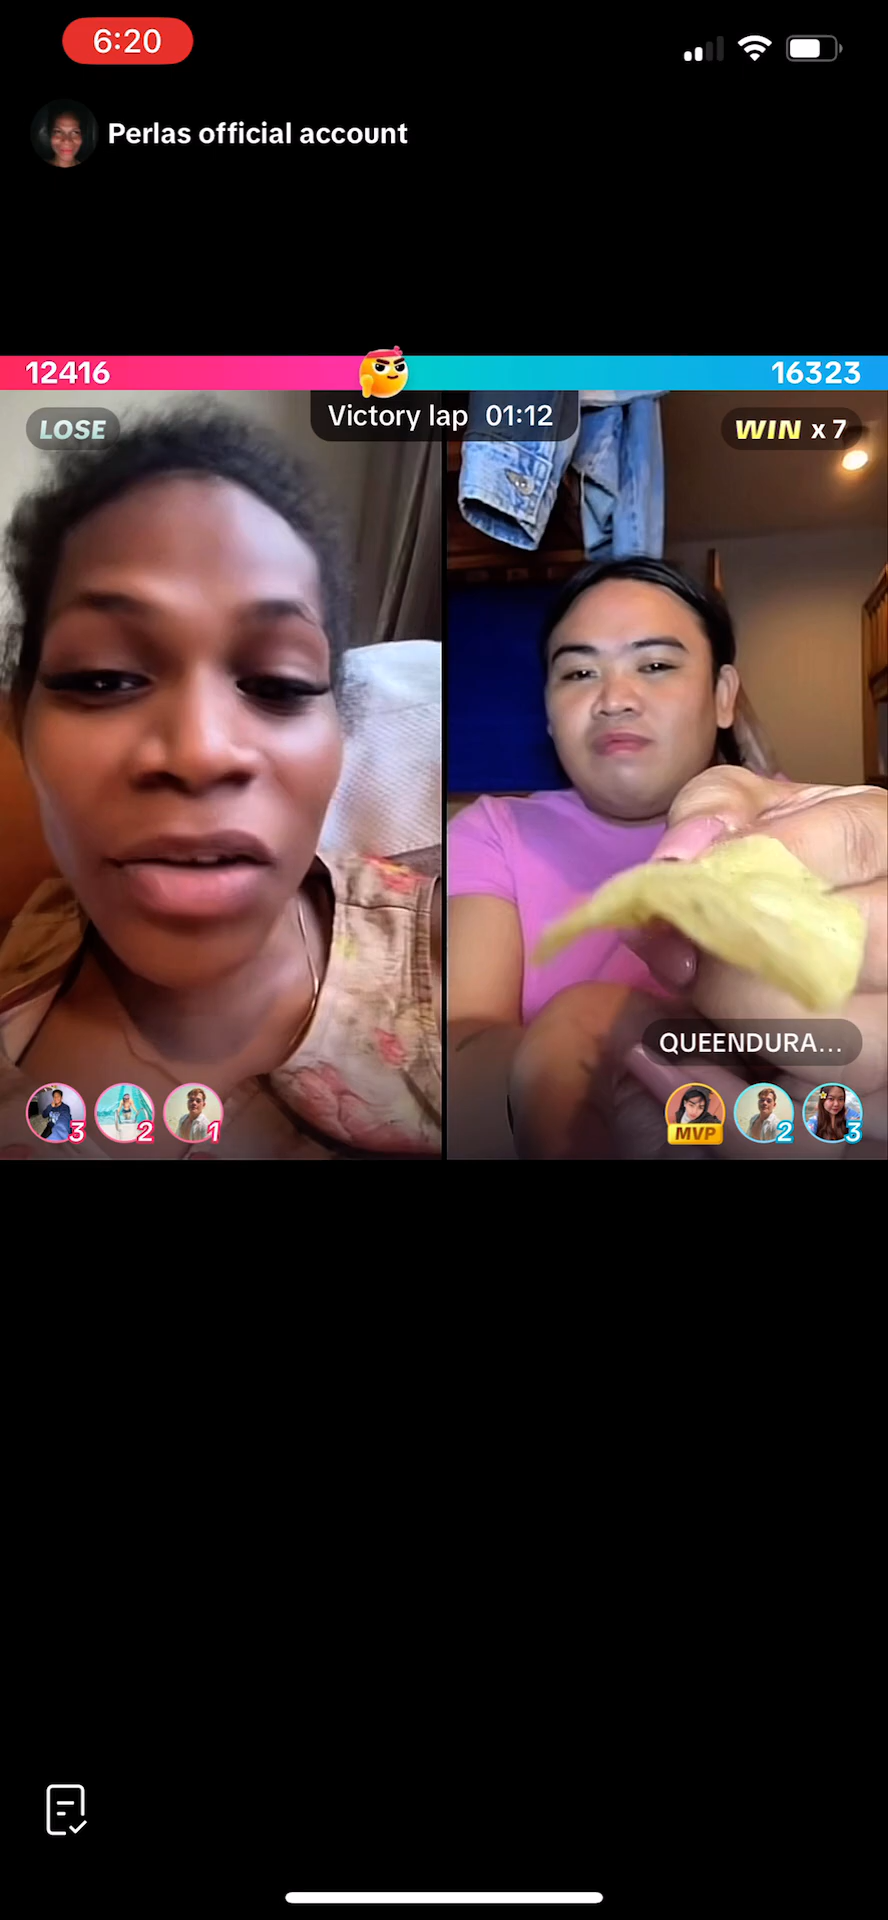 6:20
Perlas official account
12416
16323
Victory lap 01:12
LOSE
WIN x 7
QUEENDURA...
3
2
1
MVP
2
3